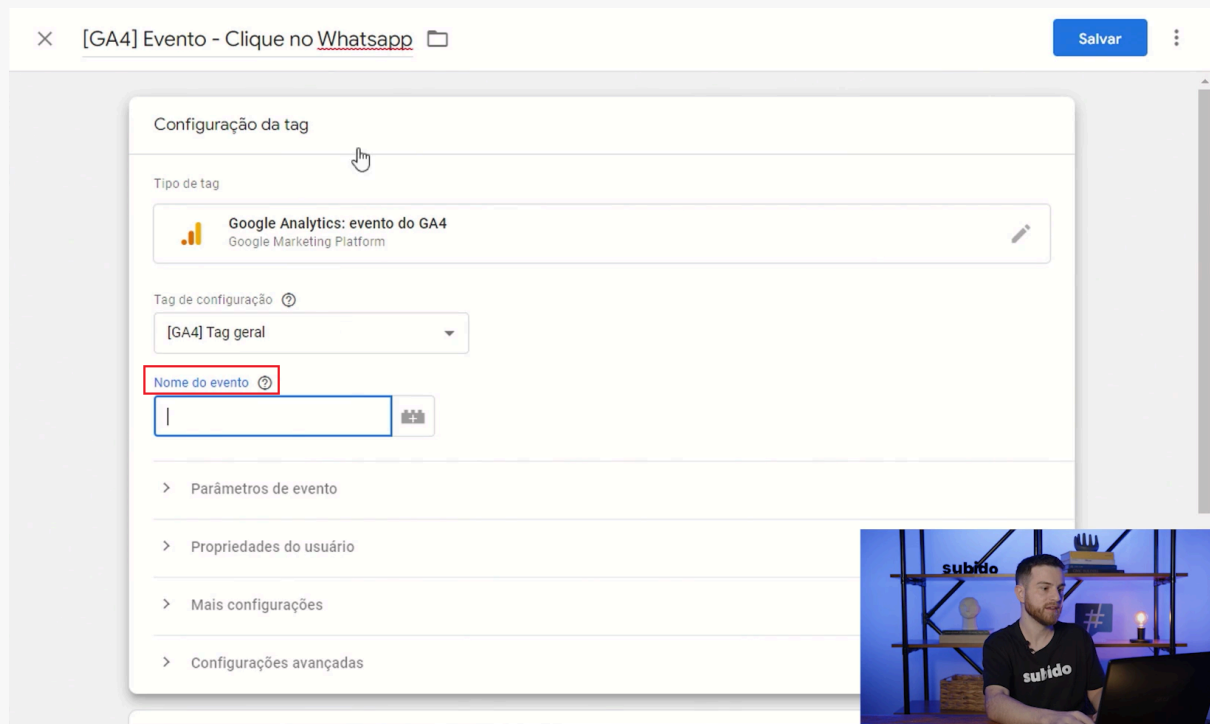 [GA4] Evento - Clique no Whatsapp
Salvar
Configuração da tag
Tipo de tag
Google Analytics: evento do GA4
Google Marketing Platform
Tag de configuração
[GA4] Tag geral
Nome do evento
Parâmetros de evento
Propriedades do usuário
Mais configurações
Configurações avançadas
subido
#
subido